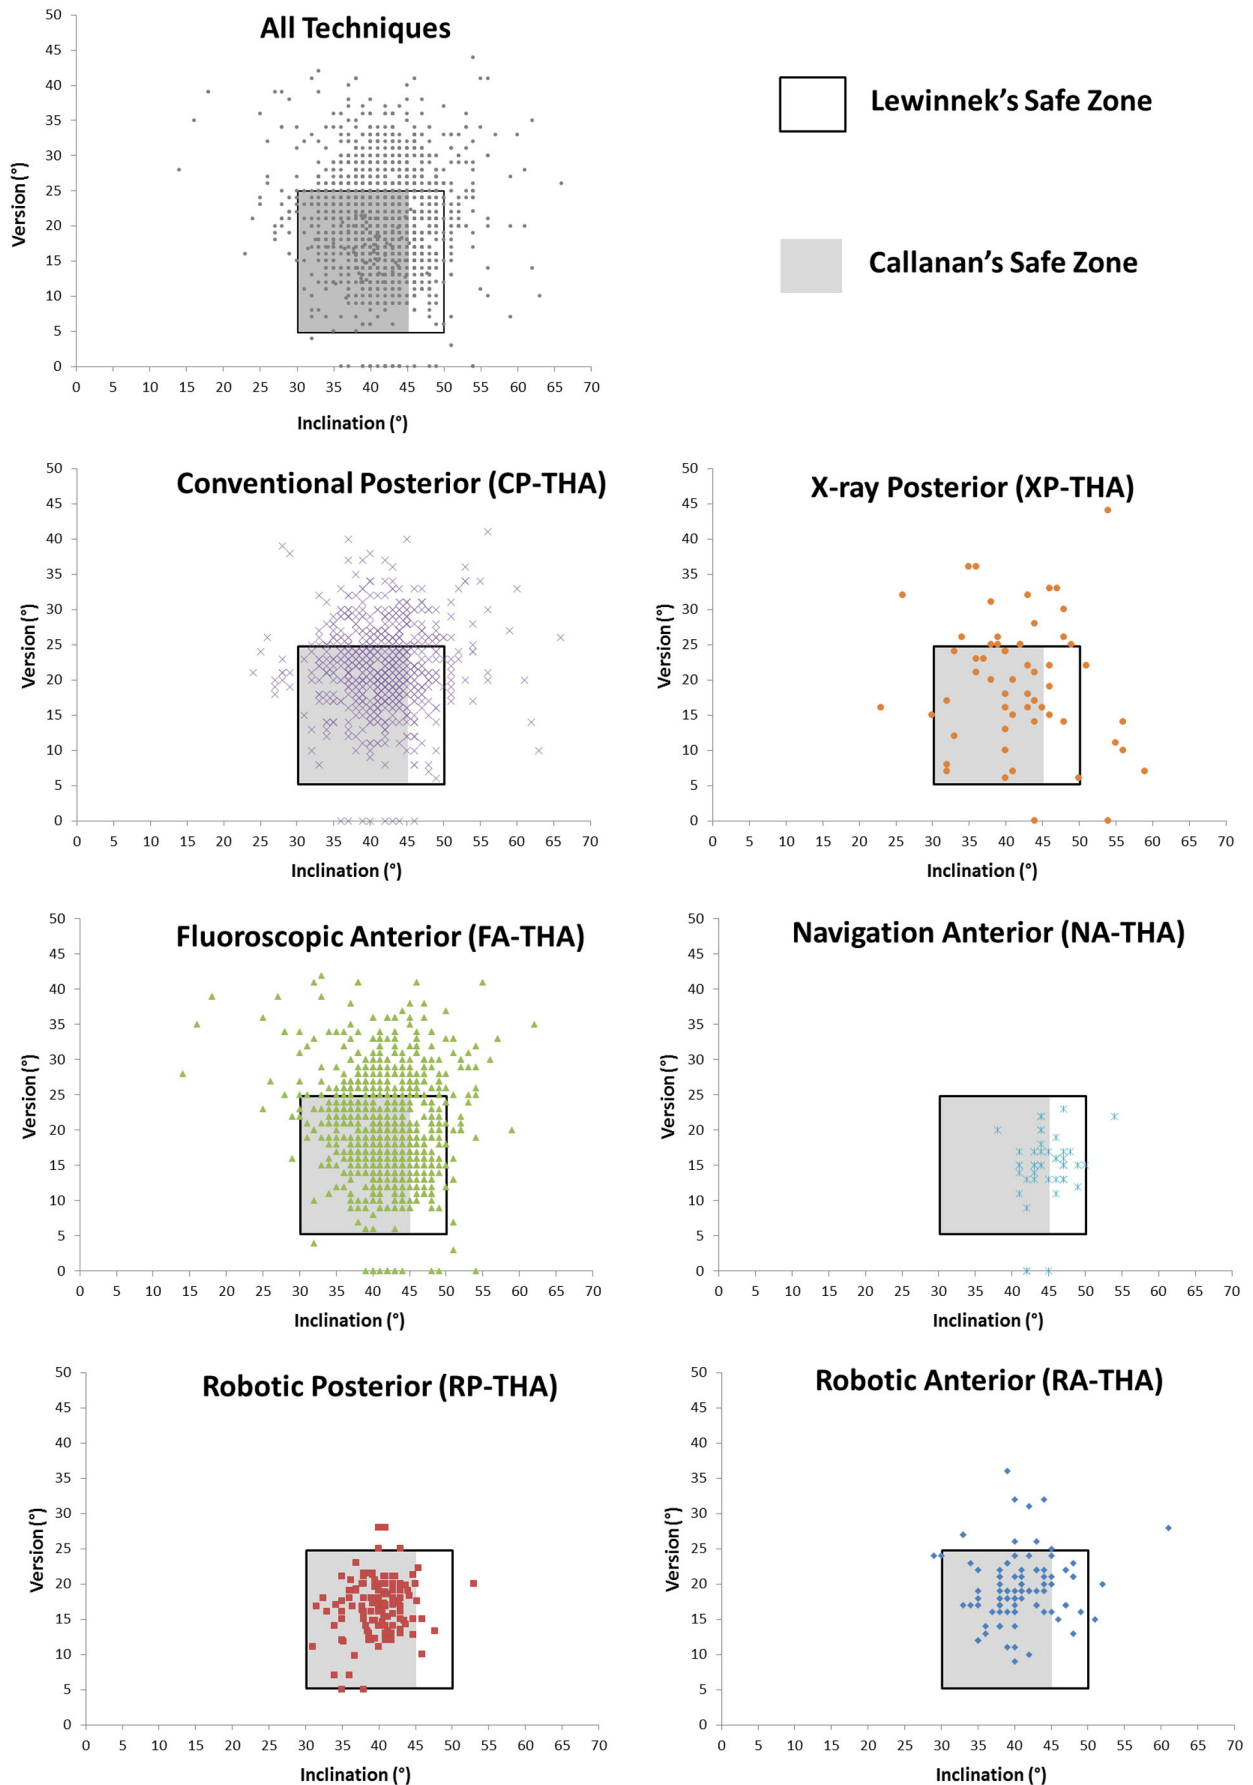 All Techniques
50
45
40
35
30
25
20
15
10
5
0
Version (°)
0 5 10 15 20 25 30 35 40 45 50 55 60 65 70
Inclination (°)
Lewinnek's Safe Zone
Callanan's Safe Zone
Conventional Posterior (CP-THA)
50
45
40
35
30
25
20
15
10
5
0
Version (°)
0 5 10 15 20 25 30 35 40 45 50 55 60 65 70
Inclination (°)
X-ray Posterior (XP-THA)
50
45
40
35
30
25
20
15
10
5
0
Version (°)
0 5 10 15 20 25 30 35 40 45 50 55 60 65 70
Inclination (°)
Fluoroscopic Anterior (FA-THA)
50
45
40
35
30
25
20
15
10
5
0
Version (°)
0 5 10 15 20 25 30 35 40 45 50 55 60 65 70
Inclination (°)
Navigation Anterior (NA-THA)
50
45
40
35
30
25
20
15
10
5
0
Version (°)
0 5 10 15 20 25 30 35 40 45 50 55 60 65 70
Inclination (°)
Robotic Posterior (RP-THA)
50
45
40
35
30
25
20
15
10
5
0
Version (°)
0 5 10 15 20 25 30 35 40 45 50 55 60 65 70
Inclination (°)
Robotic Anterior (RA-THA)
50
45
40
35
30
25
20
15
10
5
0
Version (°)
0 5 10 15 20 25 30 35 40 45 50 55 60 65 70
Inclination (°)